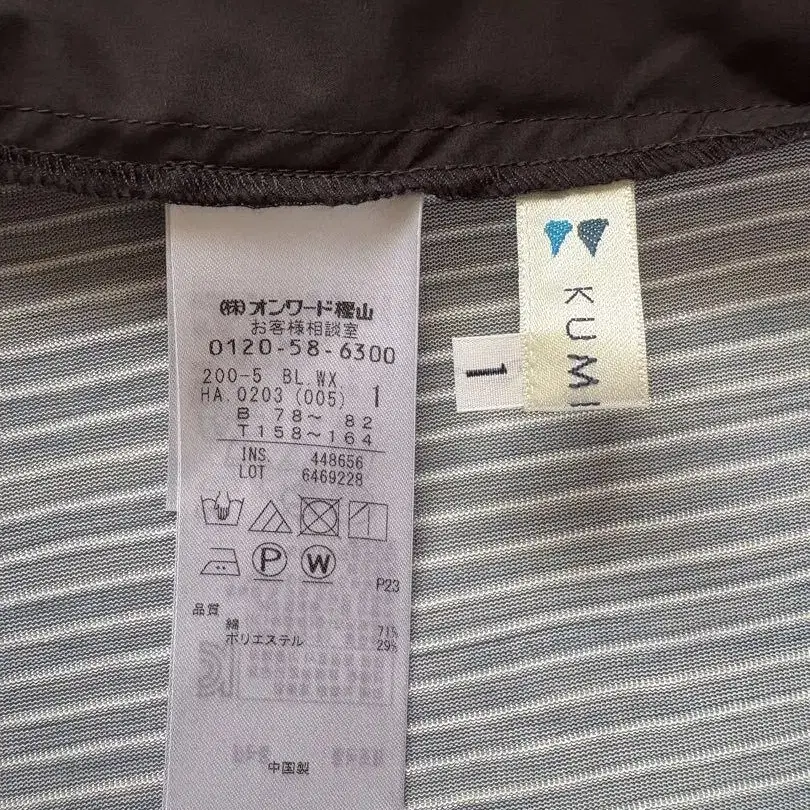 (株)オンワード樫山
お客様相談室
0120-58-6300
200-5 BL.WX.
HA.0203 (005) 1
B 78〜 82
T158〜164
INS. 448656
LOT 6469228
P W
P23
品質
綿 71%
ポリエステル 29%
中国製
KUMI
1